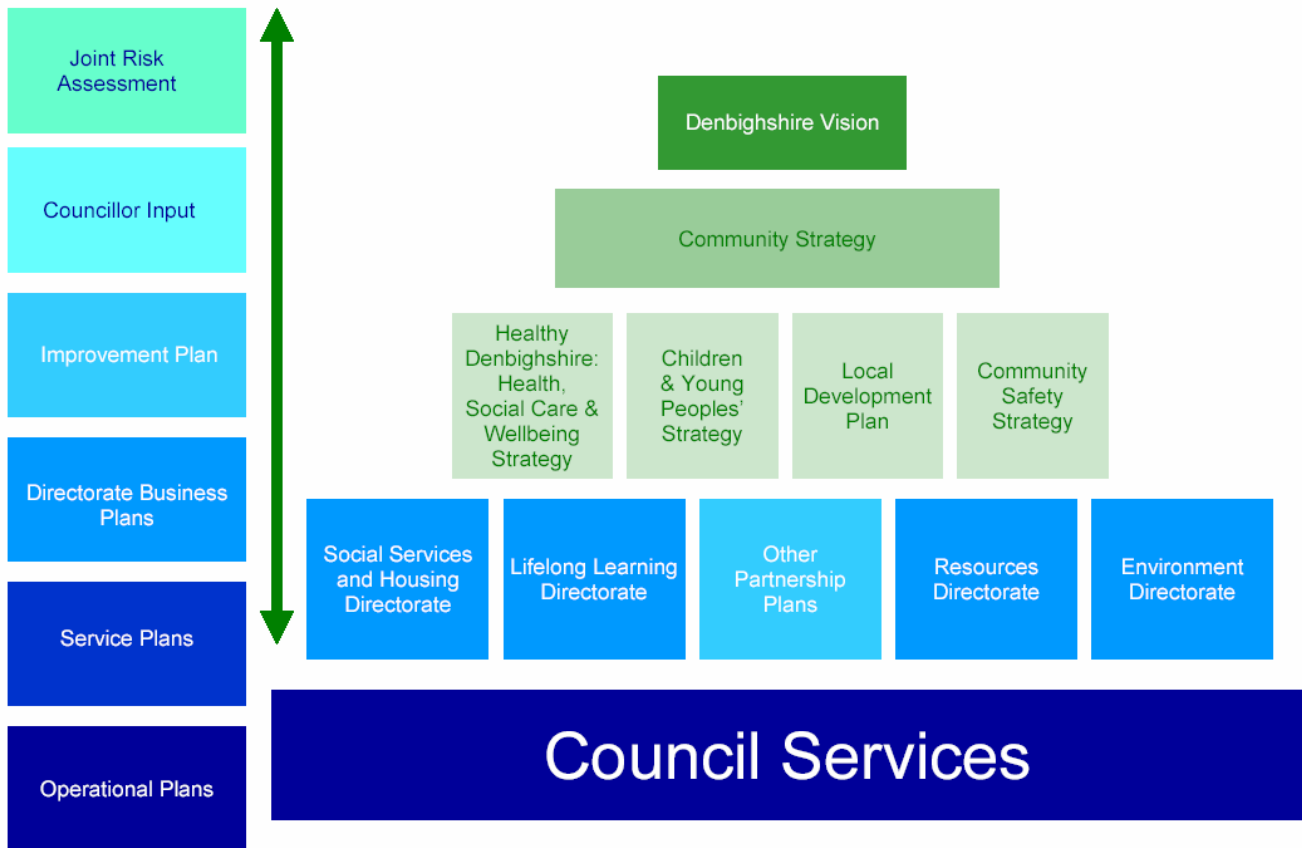 Joint Risk
Assessment
Councillor Input
Improvement Plan
Directorate Business
Plans
Service Plans
Operational Plans
Denbighshire Vision
Community Strategy
Healthy
Denbighshire:
Health,
Social Care &
Wellbeing
Strategy
Children
& Young
Peoples’
Strategy
Local
Development
Plan
Community
Safety
Strategy
Social Services
and Housing
Directorate
Lifelong Learning
Directorate
Other
Partnership
Plans
Resources
Directorate
Environment
Directorate
Council Services